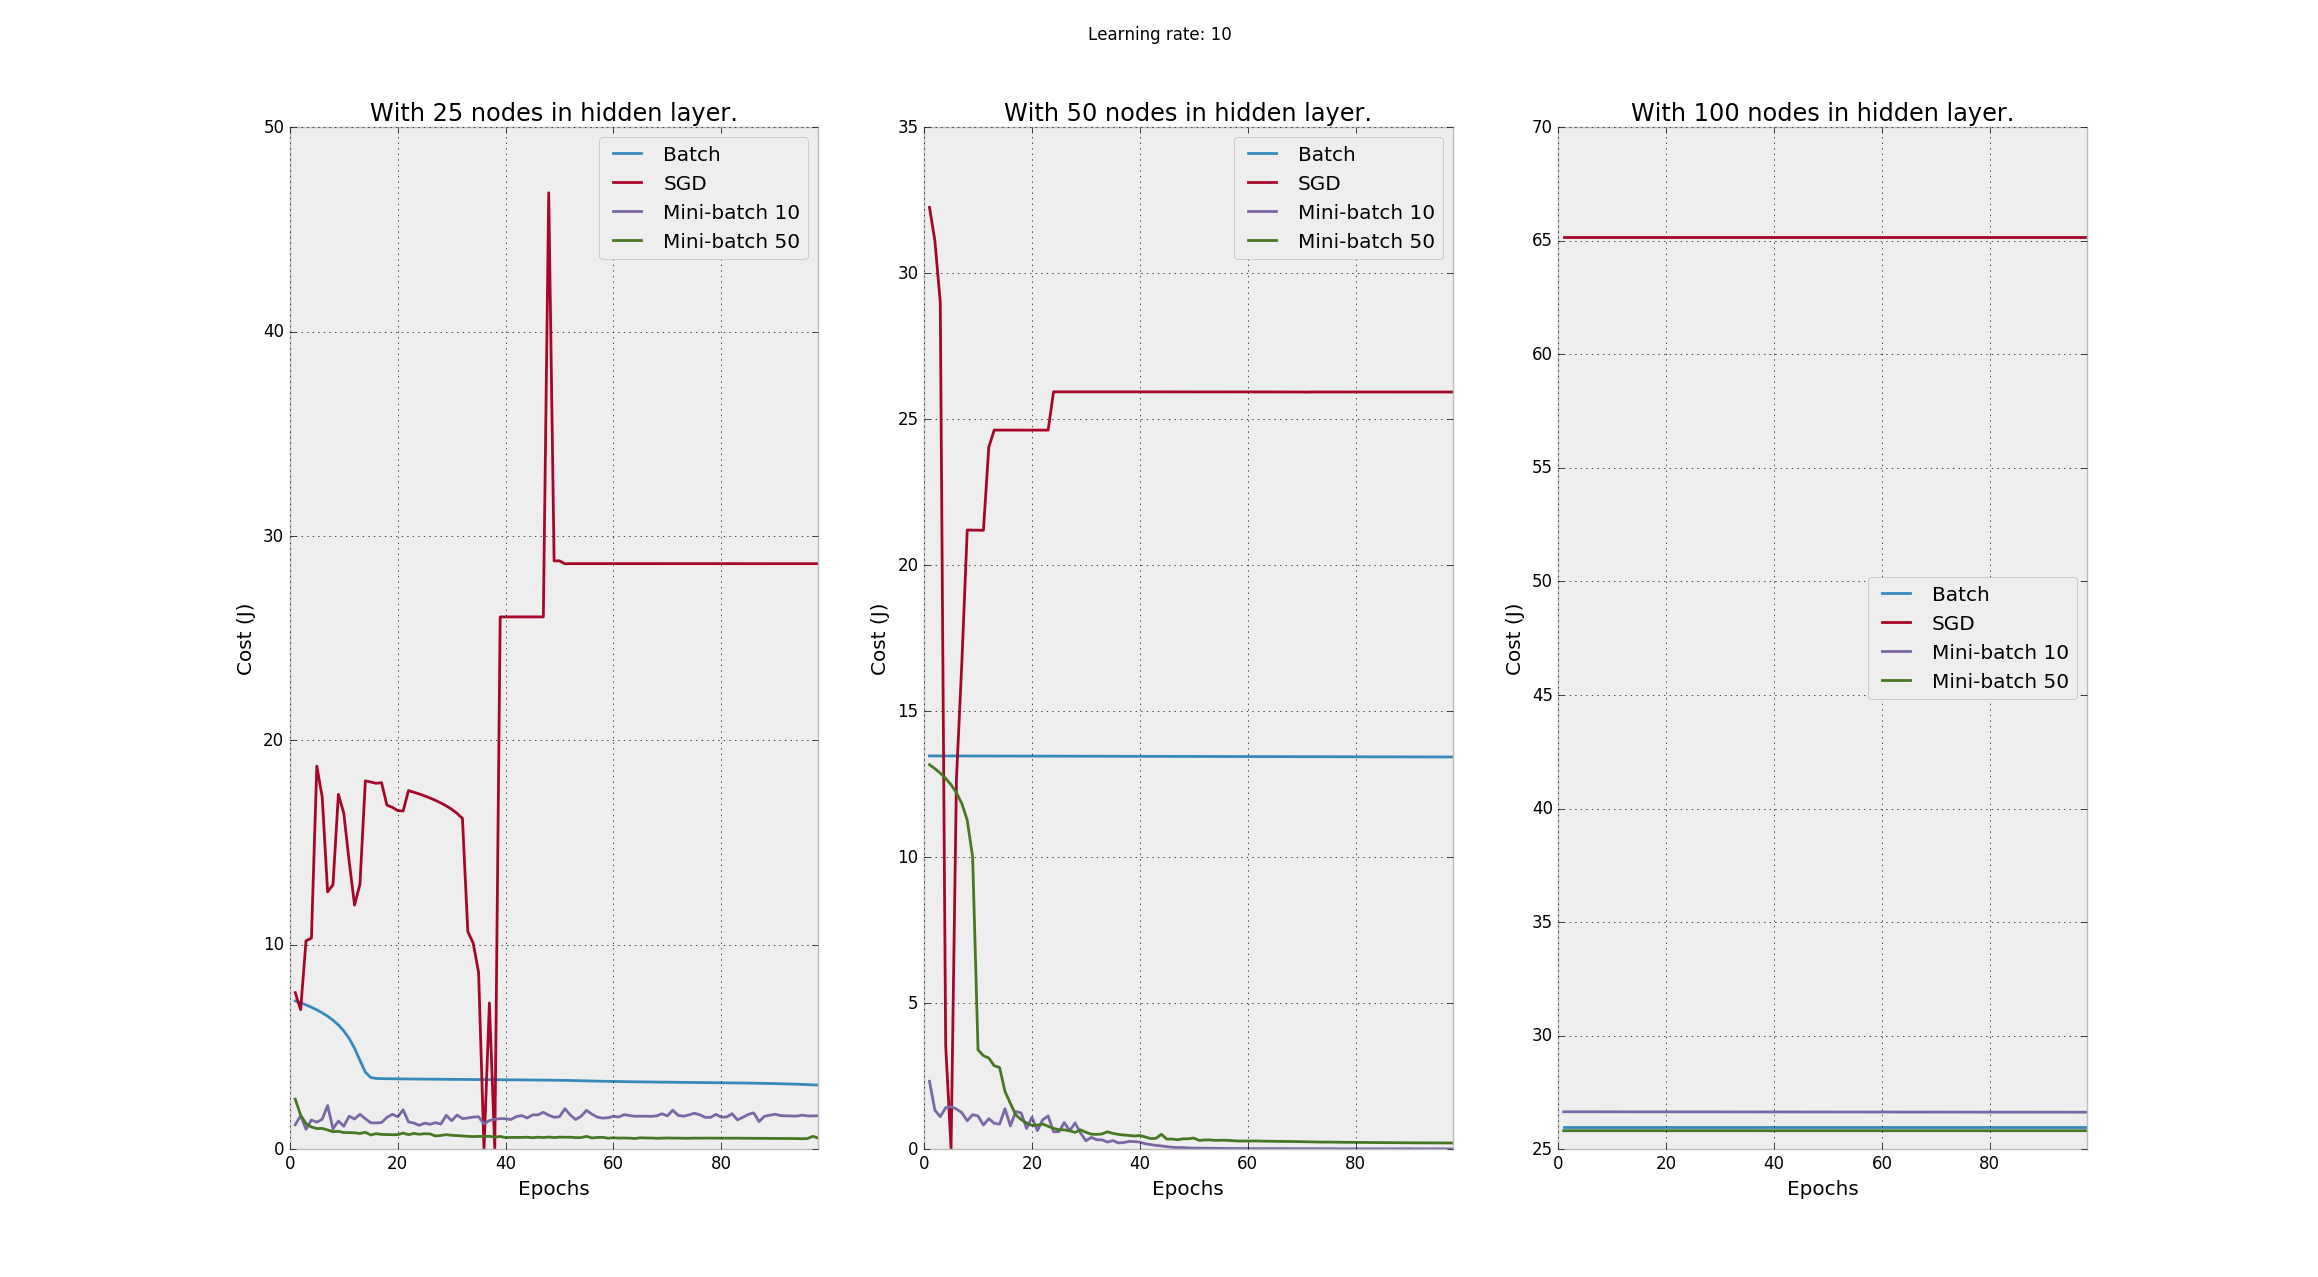 Learning rate: 10
With 25 nodes in hidden layer.
50
40
30
20
10
0
0 20 40 60 80
Cost (J)
Epochs
Batch
SGD
Mini-batch 10
Mini-batch 50
With 50 nodes in hidden layer.
35
30
25
20
15
10
5
0
0 20 40 60 80
Cost (J)
Epochs
Batch
SGD
Mini-batch 10
Mini-batch 50
With 100 nodes in hidden layer.
70
65
60
55
50
45
40
35
30
25
0 20 40 60 80
Cost (J)
Epochs
Batch
SGD
Mini-batch 10
Mini-batch 50